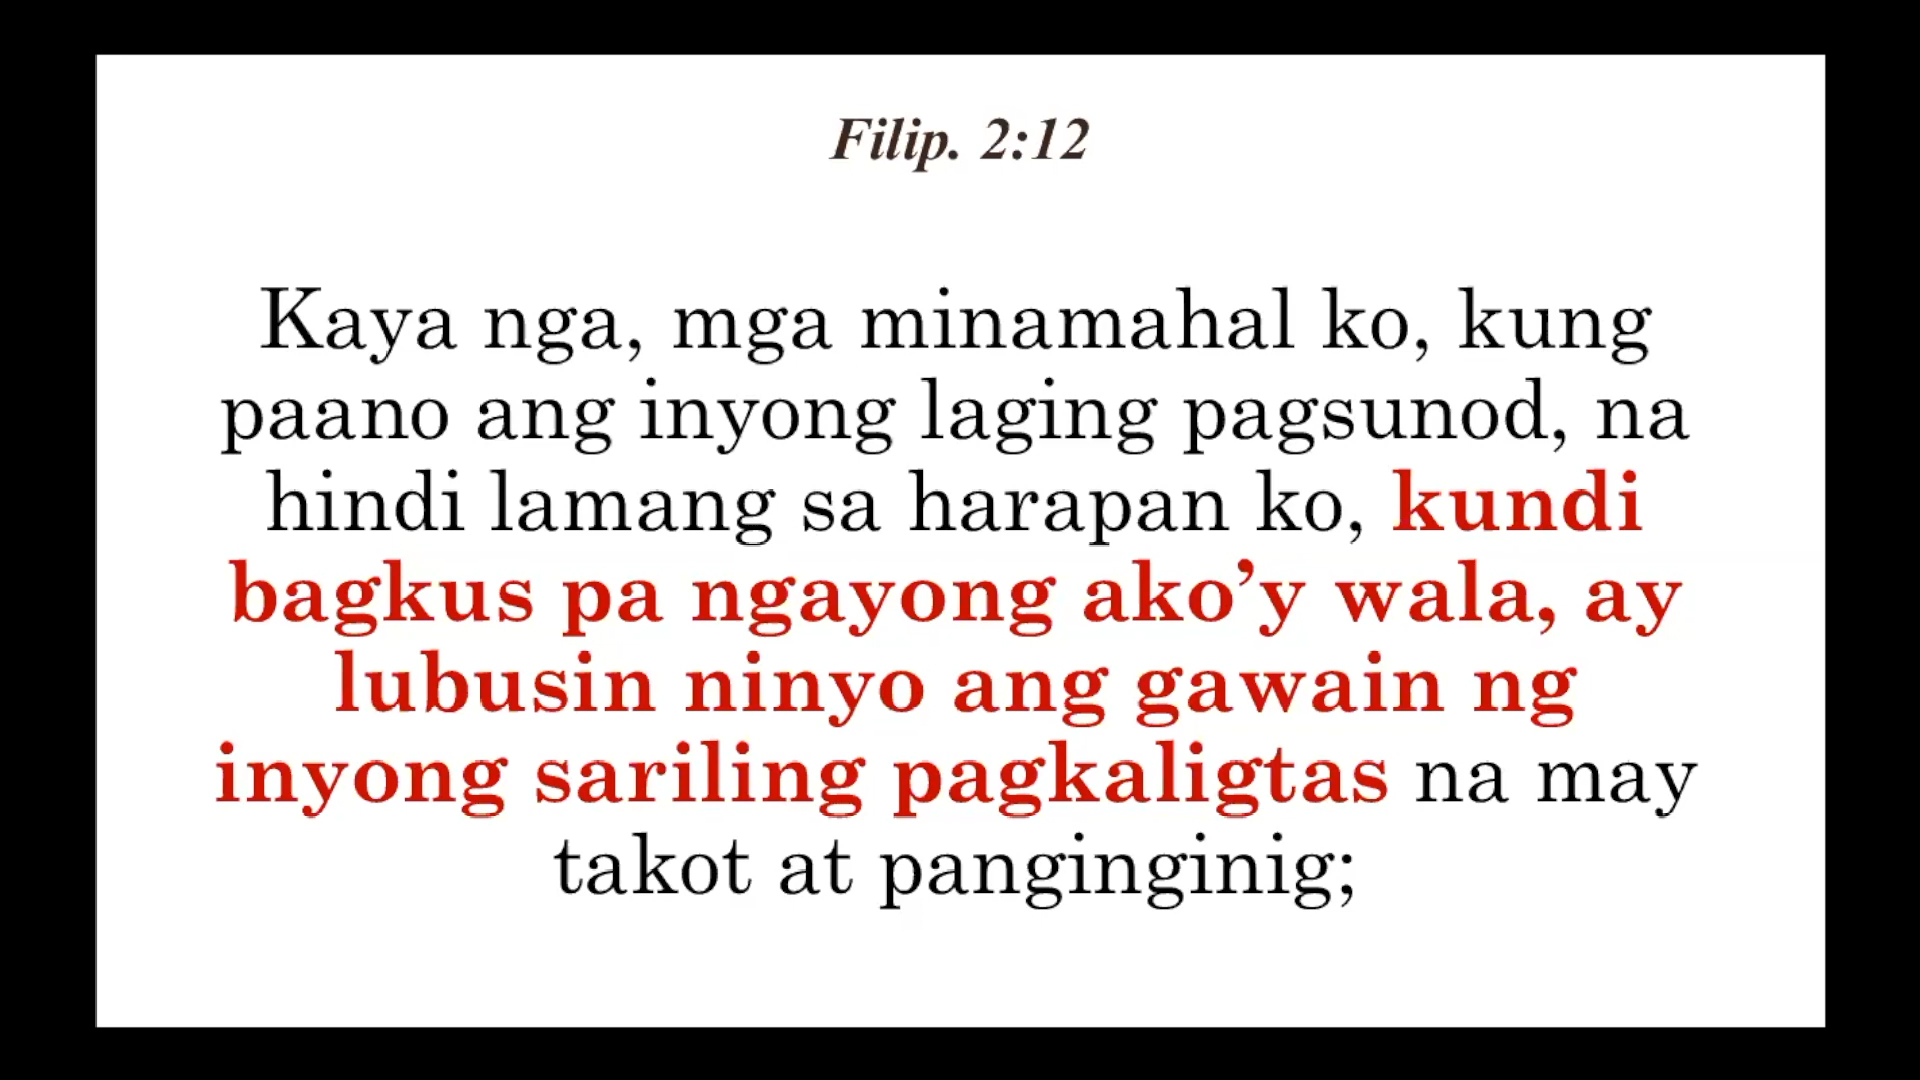 Filip. 2:12
Kaya nga, mga minamahal ko, kung
paano ang inyong laging pagsunod, na
hindi lamang sa harapan ko, kundi
bagkus pa ngayong ako’y wala, ay
lubusin ninyo ang gawain ng
inyong sariling pagkaligtas na may
takot at panginginig;